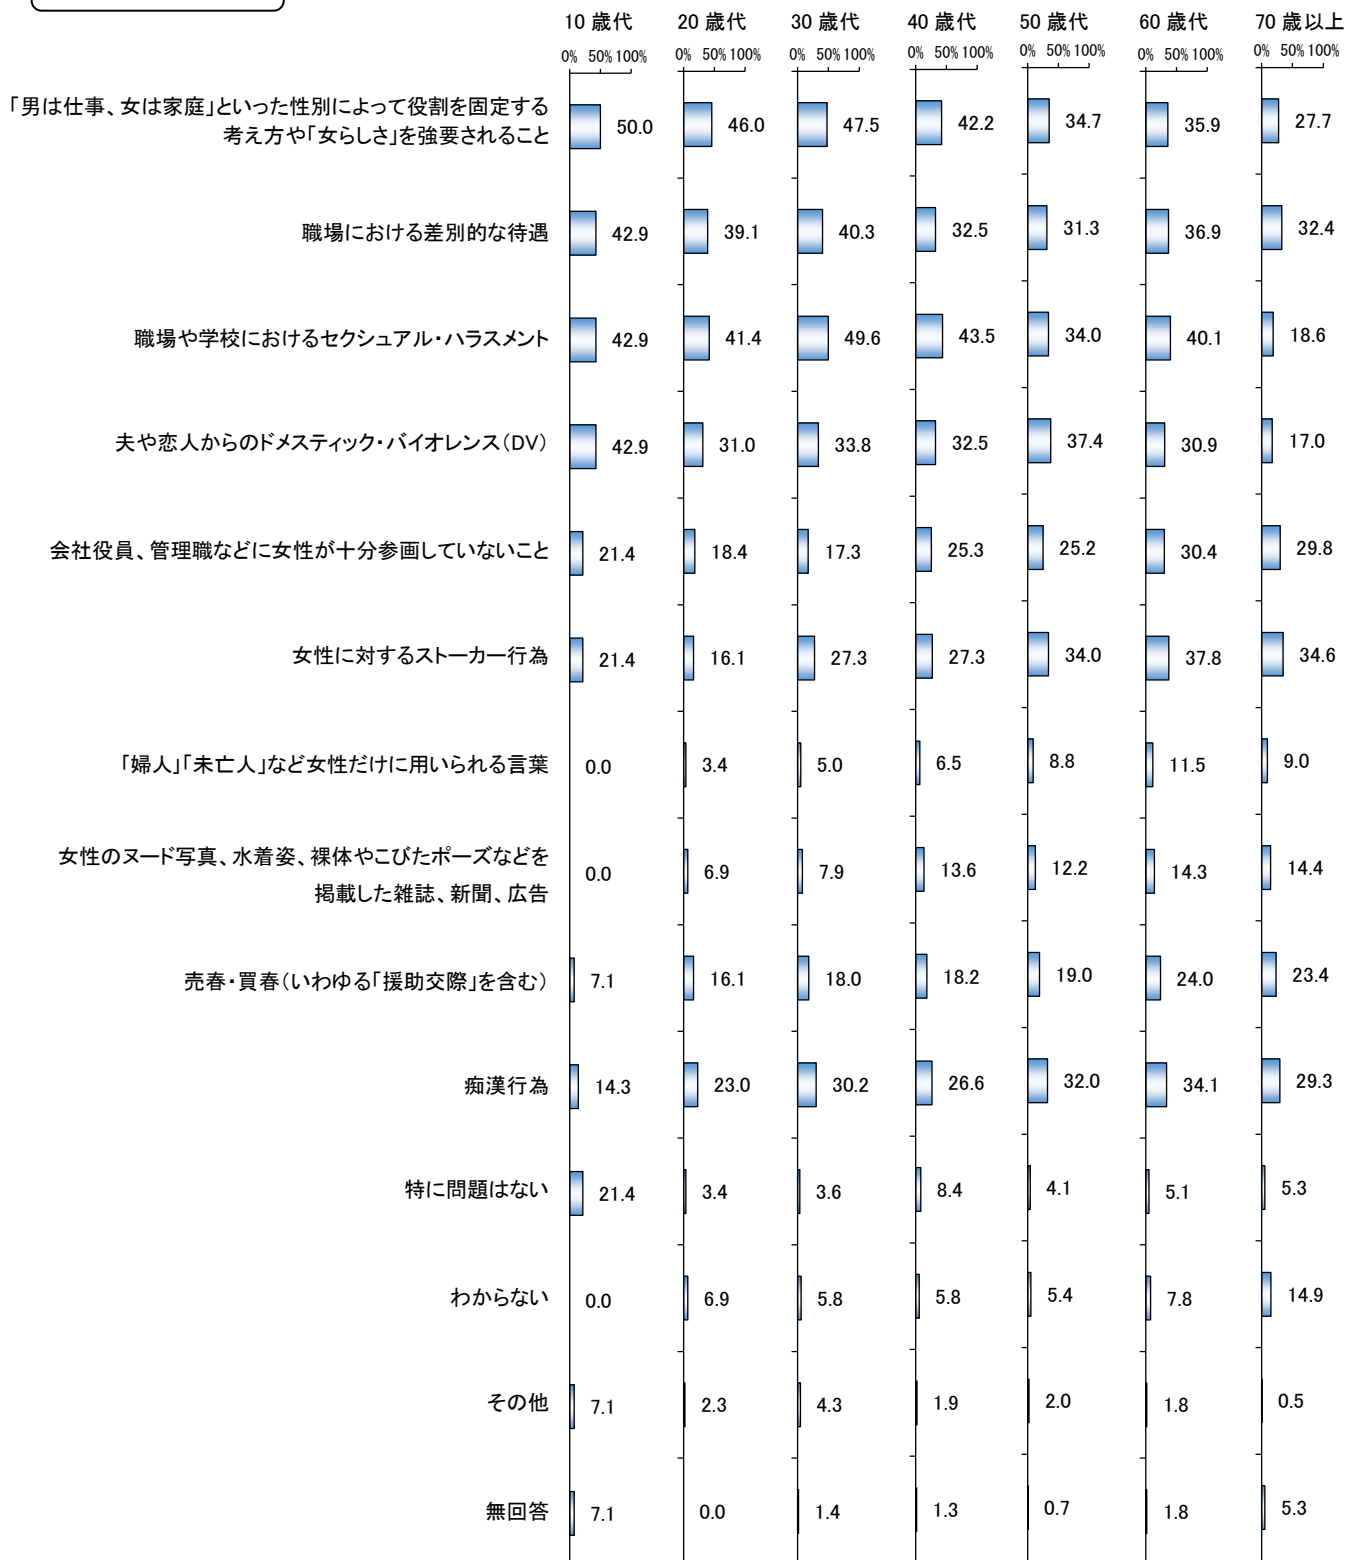 10 歳代 20 歳代 30 歳代 40 歳代 50 歳代 60 歳代 70 歳以上
0% 50% 100% 0% 50% 100% 0% 50% 100% 0% 50% 100% 0% 50% 100% 0% 50% 100% 0% 50% 100%
「男は仕事、女は家庭」といった性別によって役割を固定する
考え方や「女らしさ」を強要されること
50.0 46.0 47.5 42.2 34.7 35.9 27.7
職場における差別的な待遇 42.9 39.1 40.3 32.5 31.3 36.9 32.4
職場や学校におけるセクシュアル・ハラスメント 42.9 41.4 49.6 43.5 34.0 40.1 18.6
夫や恋人からのドメスティック・バイオレンス(DV) 42.9 31.0 33.8 32.5 37.4 30.9 17.0
会社役員、管理職などに女性が十分参画していないこと 21.4 18.4 17.3 25.3 25.2 30.4 29.8
女性に対するストーカー行為 21.4 16.1 27.3 27.3 34.0 37.8 34.6
「婦人」「未亡人」など女性だけに用いられる言葉 0.0 3.4 5.0 6.5 8.8 11.5 9.0
女性のヌード写真、水着姿、裸体やこびたポーズなどを
掲載した雑誌、新聞、広告
0.0 6.9 7.9 13.6 12.2 14.3 14.4
売春・買春(いわゆる「援助交際」を含む) 7.1 16.1 18.0 18.2 19.0 24.0 23.4
痴漢行為 14.3 23.0 30.2 26.6 32.0 34.1 29.3
特に問題はない 21.4 3.4 3.6 8.4 4.1 5.1 5.3
わからない 0.0 6.9 5.8 5.8 5.4 7.8 14.9
その他 7.1 2.3 4.3 1.9 2.0 1.8 0.5
無回答 7.1 0.0 1.4 1.3 0.7 1.8 5.3